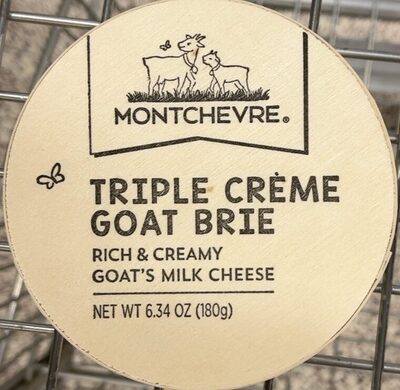 MONTCHEVRE®
TRIPLE CRÈME
GOAT BRIE
RICH & CREAMY
GOAT'S MILK CHEESE
NET WT 6.34 OZ (180g)